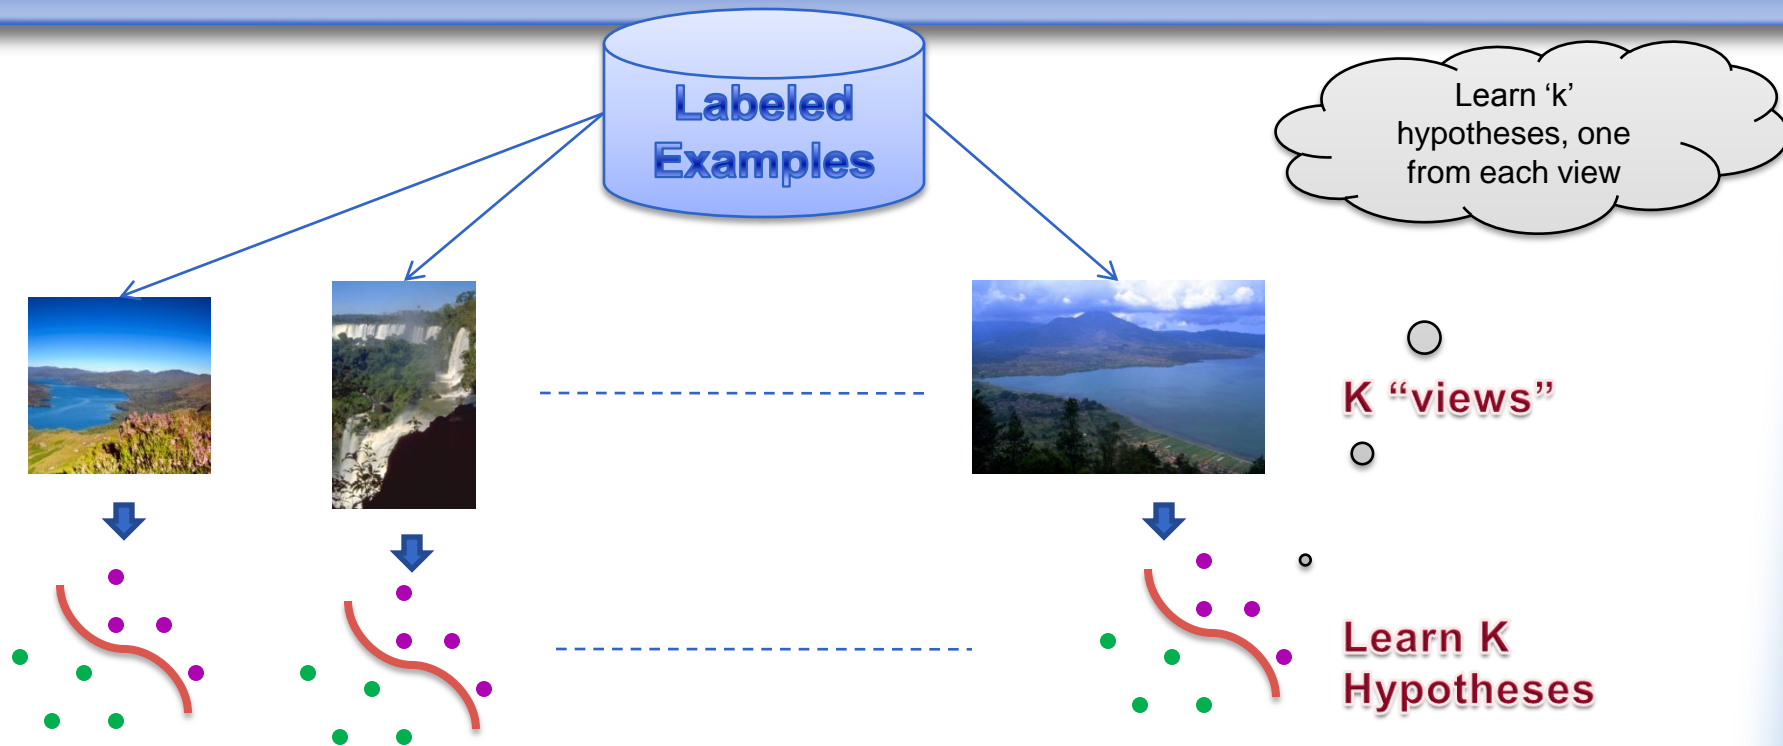 Labeled
Examples
Learn ‘k’
hypotheses, one
from each view
K “views”
Learn K
Hypotheses